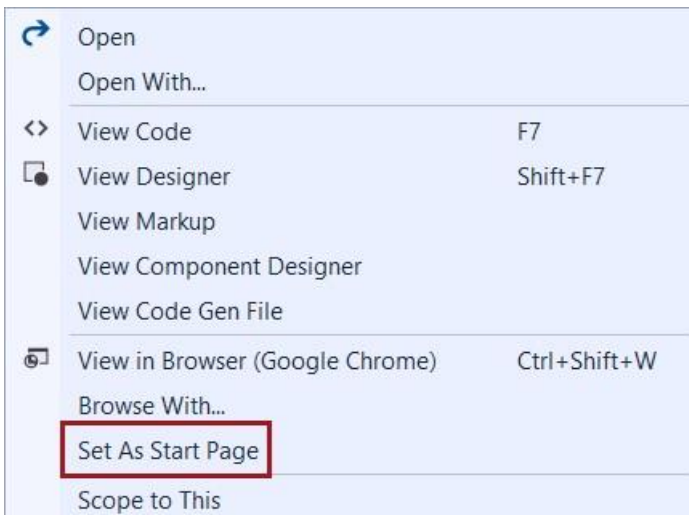 Open
Open With...
View Code F7
View Designer Shift+F7
View Markup
View Component Designer
View Code Gen File
View in Browser (Google Chrome) Ctrl+Shift+W
Browse With...
Set As Start Page
Scope to This